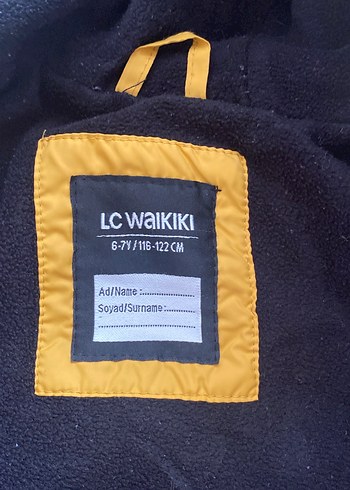 LC WAIKIKI
6-7Y / 116-122 CM
Ad/Name :......................
Soyad/Surname :............
..................................